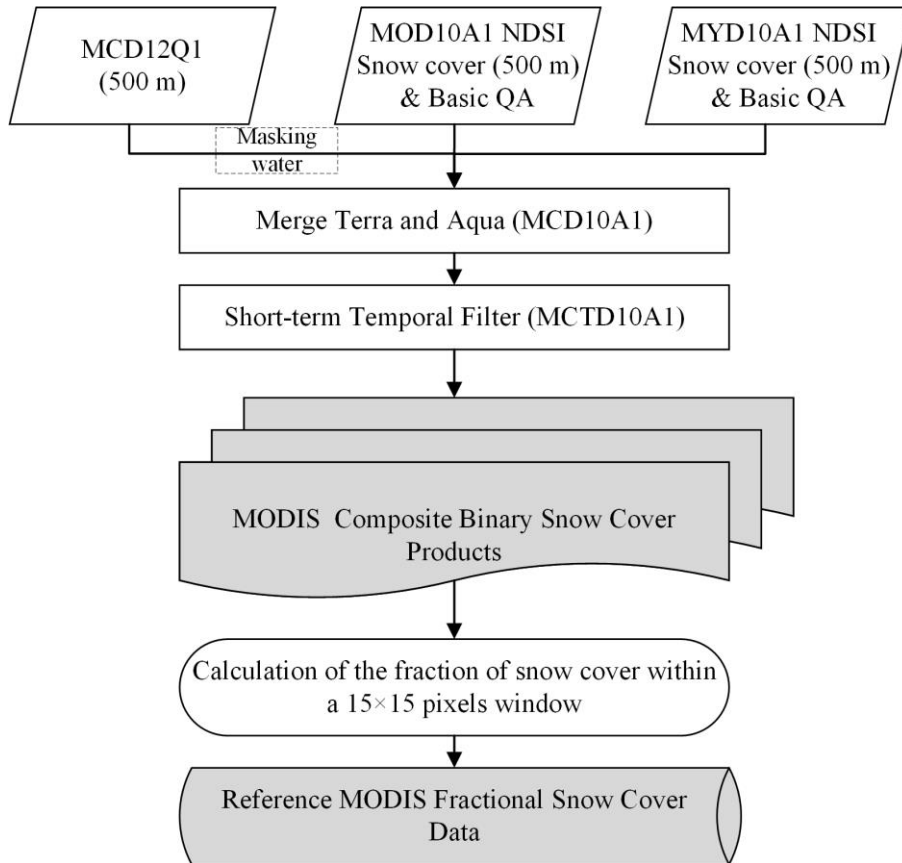 MCD12Q1
(500 m)
MOD10A1 NDSI
Snow cover (500 m)
& Basic QA
MYD10A1 NDSI
Snow cover (500 m)
& Basic QA
Masking
water
Merge Terra and Aqua (MCD10A1)
Short-term Temporal Filter (MCTD10A1)
MODIS Composite Binary Snow Cover
Products
Calculation of the fraction of snow cover within
a 15×15 pixels window
Reference MODIS Fractional Snow Cover
Data